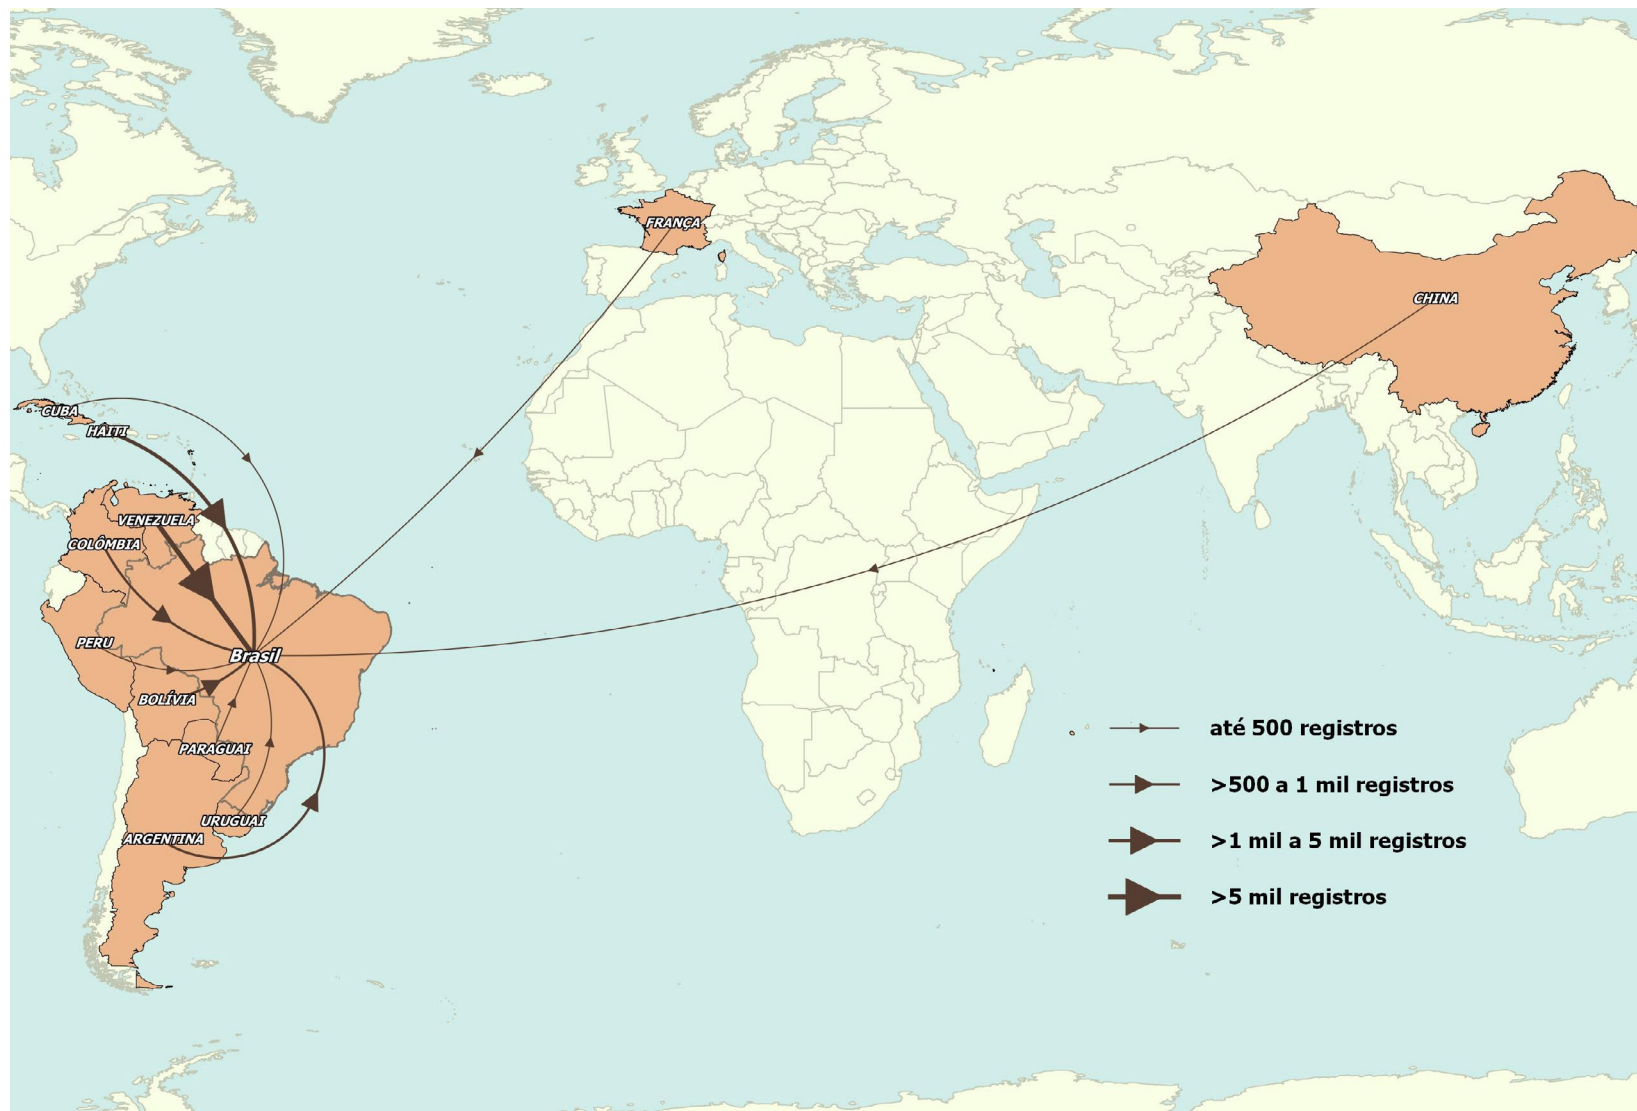 FRANÇA
CHINA
CUBA
HAITI
VENEZUELA
COLÔMBIA
PERU
Brasil
BOLÍVIA
PARAGUAI
URUGUAI
ARGENTINA
até 500 registros
>500 a 1 mil registros
>1 mil a 5 mil registros
>5 mil registros